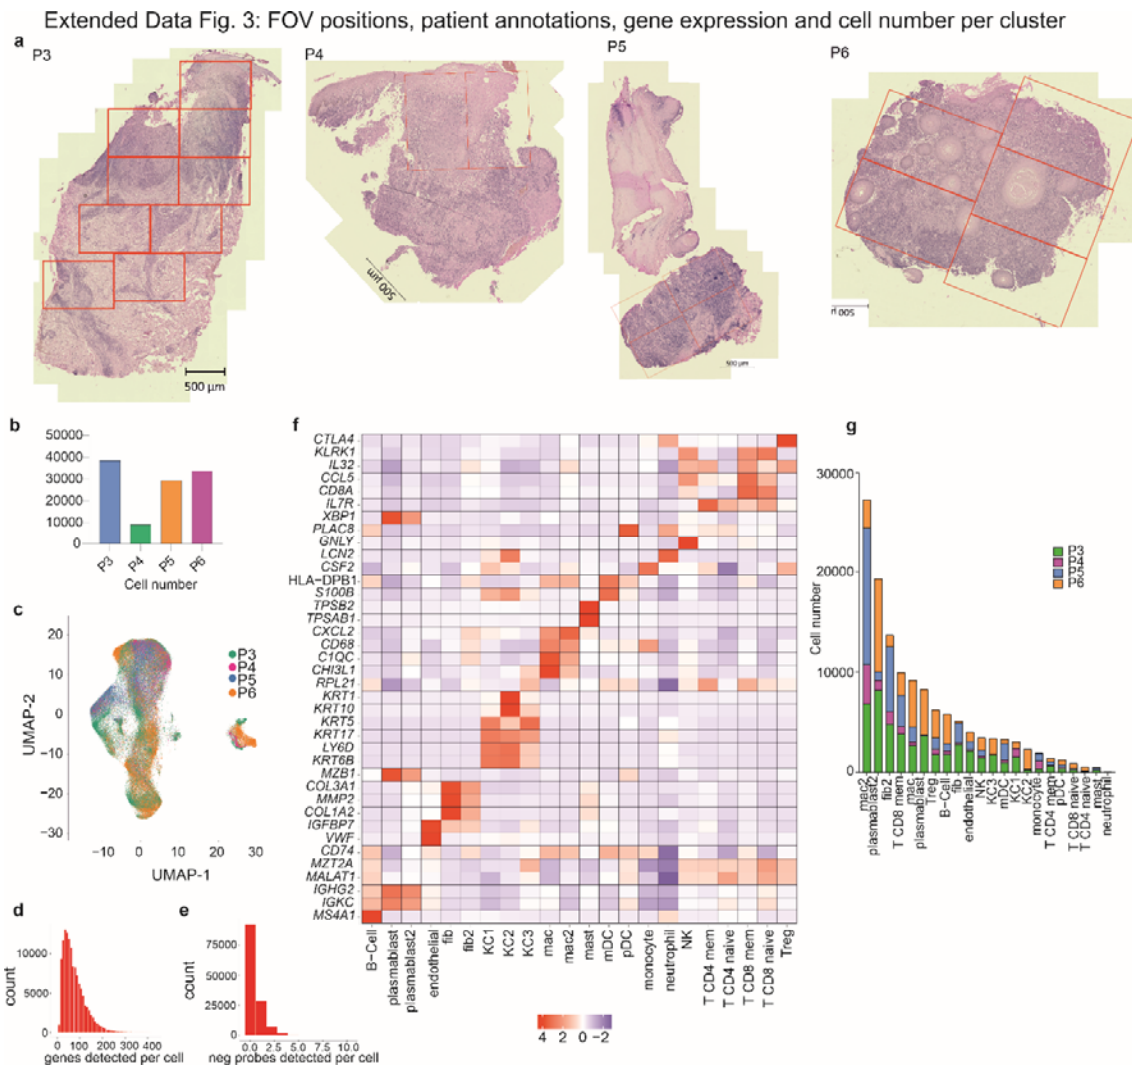 Extended Data Fig. 3: FOV positions, patient annotations, gene expression and cell number per cluster
a
P3
P4
P5
P6
500 µm
500 µm
500 µm
500 µ
b
50000
40000
30000
20000
10000
0
P3
P4
P5
P6
Cell number
c
20
10
0
−10
−20
−30
UMAP-2
P3
P4
P5
P6
10
0
10
20
30
UMAP-1
d
10000
5000
0
count
0
100
200
300
400
genes detected per cell
e
75000
50000
25000
0
count
0.0
2.5
5.0
7.5
10.0
neg probes detected per cell
f
CTLA4
KLRK1
IL32
CCL5
CD8A
IL7R
XBP1
PLAC8
GNLY
LCN2
CSF2
HLA−DPB1
S100B
TPSB2
TPSAB1
CXCL2
CD68
C1QC
CHI3L1
RPL21
KRT1
KRT10
KRT5
KRT17
LY6D
KRT6B
MZB1
COL3A1
MMP2
COL1A2
IGFBP7
VWF
CD74
MZT2A
MALAT1
IGHG2
IGKC
MS4A1
B-Cell
plasmablast
plasmablast2
endothelial
fib
fib2
KC1
KC2
KC3
mac
mac2
mast
mDC
pDC
monocyte
neutrophil
NK
T CD4 mem
T CD4 naive
T CD8 mem
T CD8 naive
Treg
4
2
0
−2
g
30000
20000
10000
0
Cell number
P3
P4
P5
P6
mac2
plasmablast2
fib2
T CD8 mem
mac
plasmablast
Treg
B-Cell
fib
endothelial
NK
KC3
mDC
KC1
KC2
monocyte
T CD4 mem
pDC
T CD8 naive
T CD4 naive
mast
neutrophil